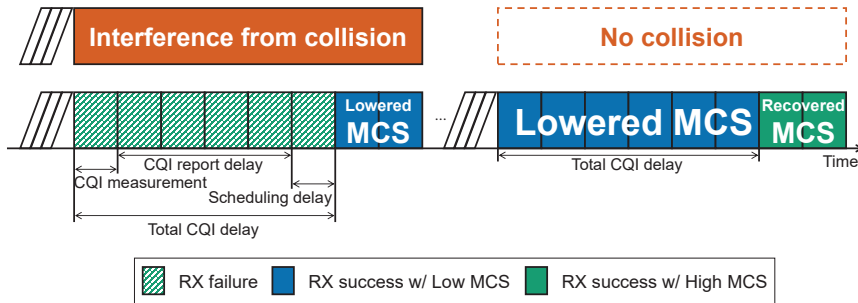 Interference from collision
No collision
Lowered
MCS
...
Lowered MCS
Recovered
MCS
CQI report delay
CQI measurement
Scheduling delay
Total CQI delay
Total CQI delay
Time
RX failure
RX success w/ Low MCS
RX success w/ High MCS